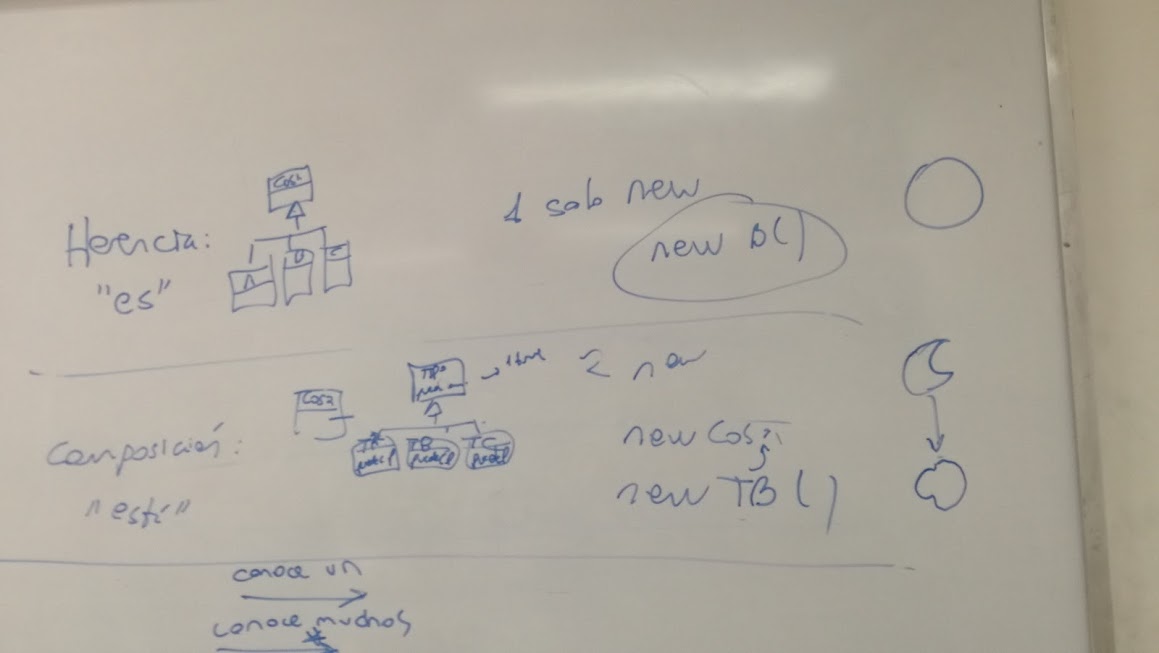 Herencia:
"es"
Cosa
A
B
C
1 solo new
new B()
Composición:
"está"
Cosa
Tipo
TA
TB
TC
2 new
new Cosa
new TB()
conoce un
conoce muchos
*